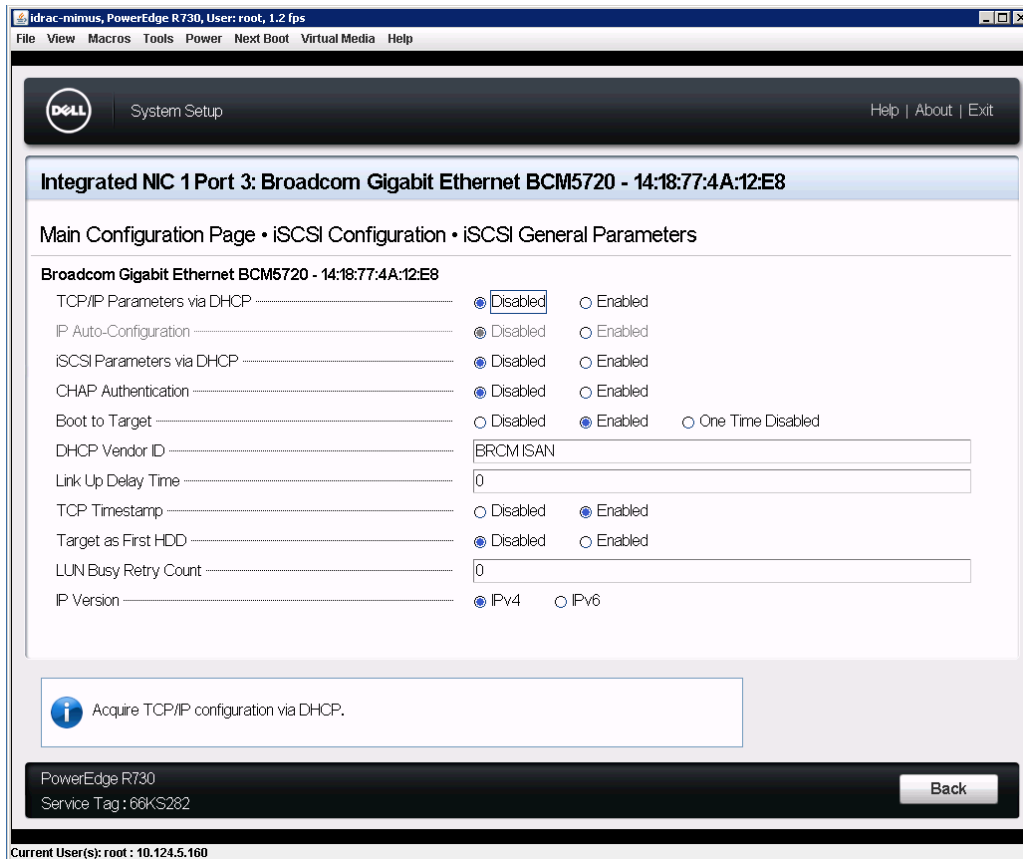 idrac-mimus, PowerEdge R730, User: root, 1.2 fps
File View Macros Tools Power Next Boot Virtual Media Help
DELL System Setup Help | About | Exit
Integrated NIC 1 Port 3: Broadcom Gigabit Ethernet BCM5720 - 14:18:77:4A:12:E8
Main Configuration Page • iSCSI Configuration • iSCSI General Parameters
Broadcom Gigabit Ethernet BCM5720 - 14:18:77:4A:12:E8
TCP/IP Parameters via DHCP Disabled Enabled
IP Auto-Configuration Disabled Enabled
iSCSI Parameters via DHCP Disabled Enabled
CHAP Authentication Disabled Enabled
Boot to Target Disabled Enabled One Time Disabled
DHCP Vendor ID BRCM ISAN
Link Up Delay Time 0
TCP Timestamp Disabled Enabled
Target as First HDD Disabled Enabled
LUN Busy Retry Count 0
IP Version IPv4 IPv6
Acquire TCP/IP configuration via DHCP.
PowerEdge R730
Service Tag : 66KS282
Back
Current User(s): root : 10.124.5.160